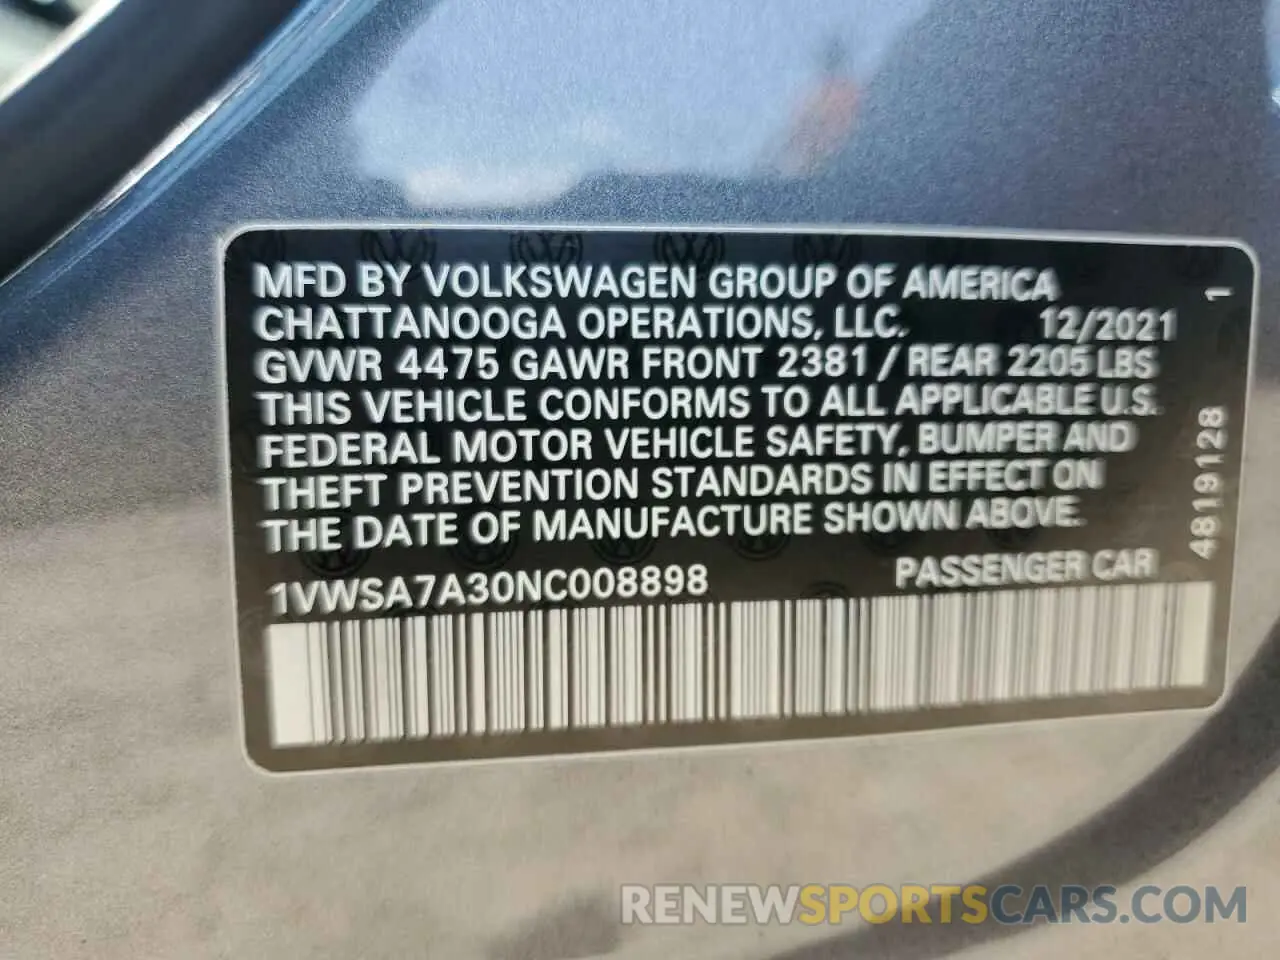 MFD BY VOLKSWAGEN GROUP OF AMERICA
CHATTANOOGA OPERATIONS, LLC. 12/2021
GVWR 4475 GAWR FRONT 2381 / REAR 2205 LBS
THIS VEHICLE CONFORMS TO ALL APPLICABLE U.S.
FEDERAL MOTOR VEHICLE SAFETY, BUMPER AND
THEFT PREVENTION STANDARDS IN EFFECT ON
THE DATE OF MANUFACTURE SHOWN ABOVE.
1VWSA7A30NC008898 PASSENGER CAR
4819128 1
RENEWSPORTSCARS.COM